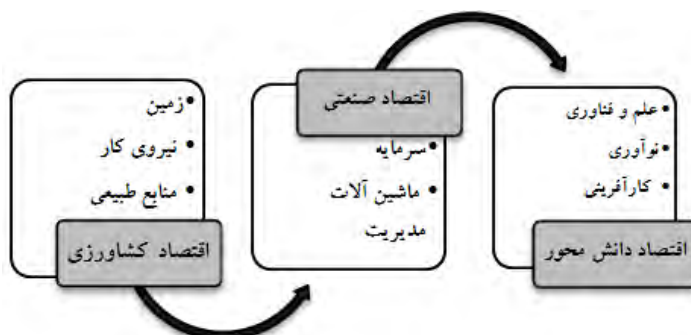 •زمین
• نیروی کار
• منابع طبیعی
اقتصاد کشاورزی
اقتصاد صنعتی
•سرمایه
• ماشین آلات
مدیریت
•علم و فناوری
•نوآوری
• کارآفرینی
اقتصاد دانش محور